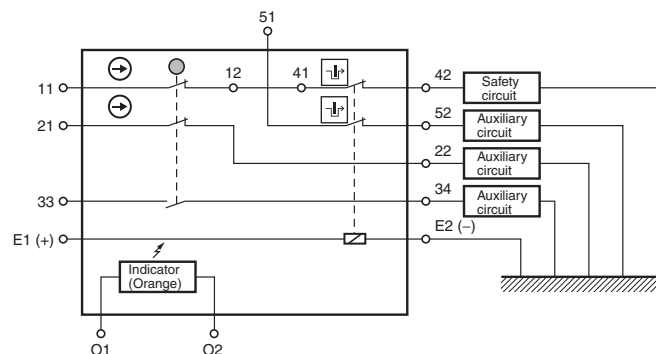 51
11
12
41
42
Safety
circuit
21
52
Auxiliary
circuit
22
Auxiliary
circuit
33
34
Auxiliary
circuit
E1 (+)
E2 (−)
Indicator
(Orange)
O1
O2